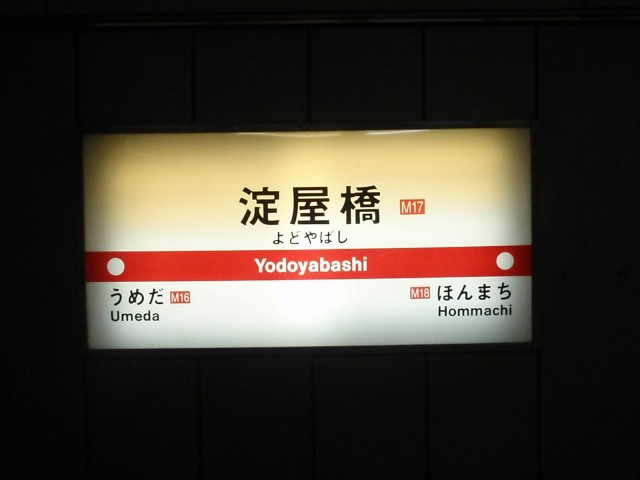 淀屋橋 M17
よどやばし
Yodoyabashi
うめだ M16
Umeda
M18 ほんまち
Hommachi